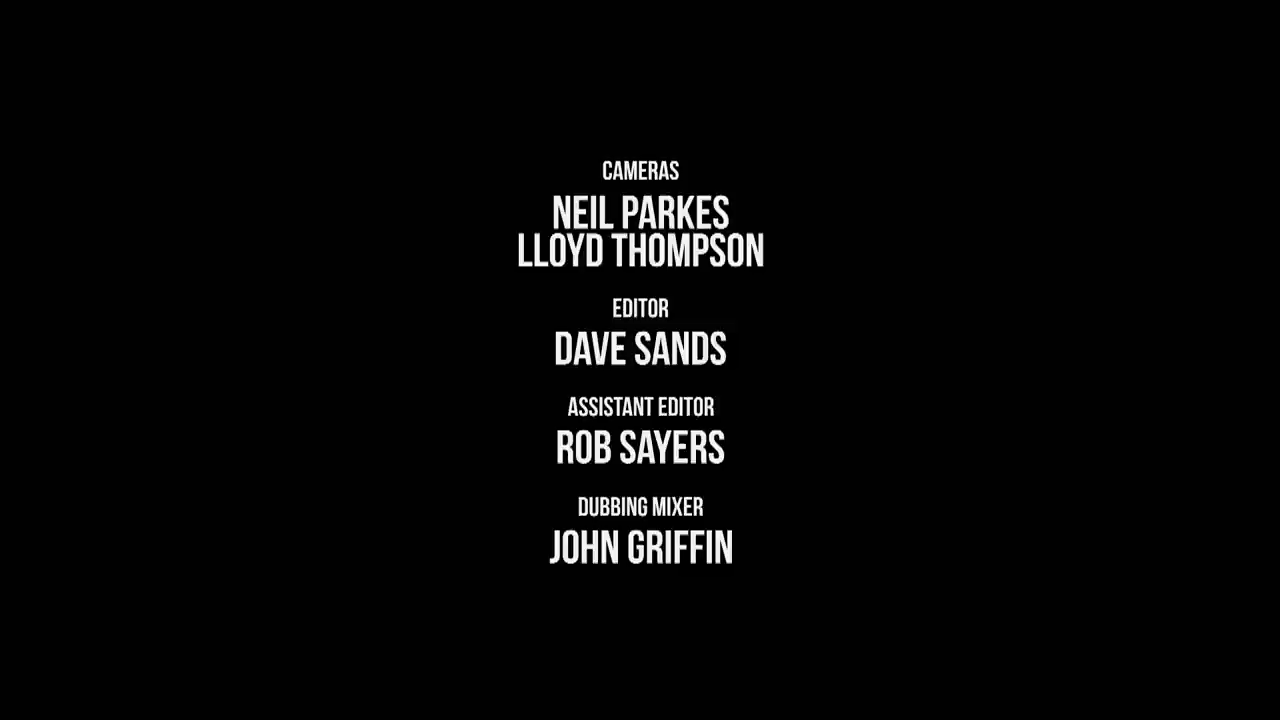 CAMERAS
NEIL PARKES
LLOYD THOMPSON
EDITOR
DAVE SANDS
ASSISTANT EDITOR
ROB SAYERS
DUBBING MIXER
JOHN GRIFFIN